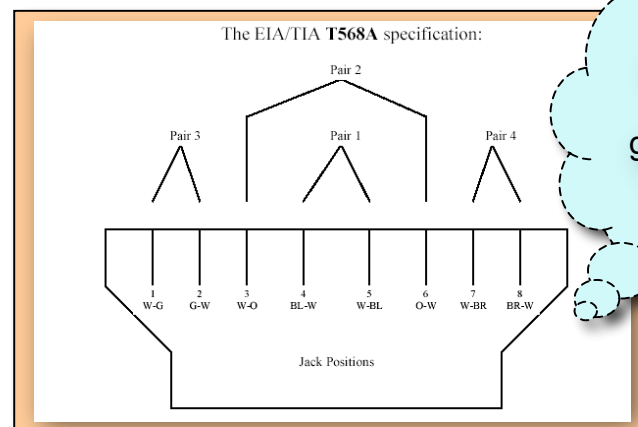 The EIA/TIA T568A specification:
Pair 2
Pair 3 Pair 1 Pair 4
1 2 3 4 5 6 7 8
W-G G-W W-O BL-W W-BL O-W W-BR BR-W
Jack Positions
g